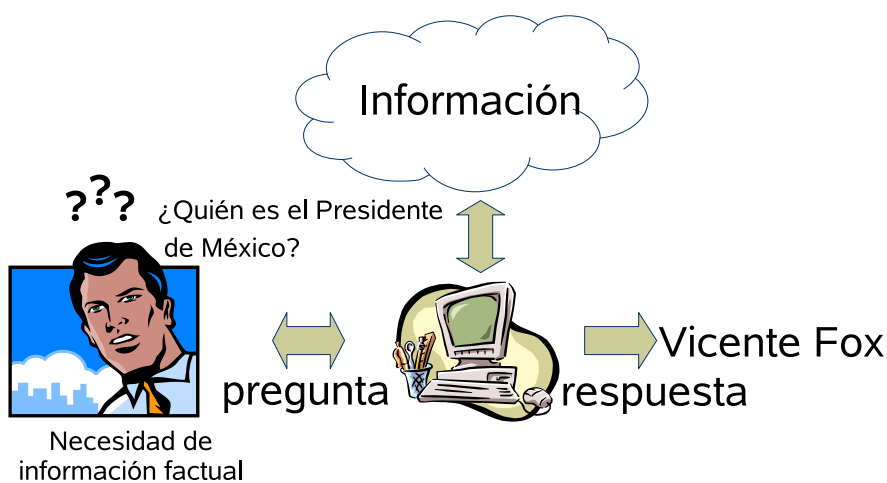 Información
???
¿Quién es el Presidente
de México?
Vicente Fox
pregunta
respuesta
Necesidad de
información factual